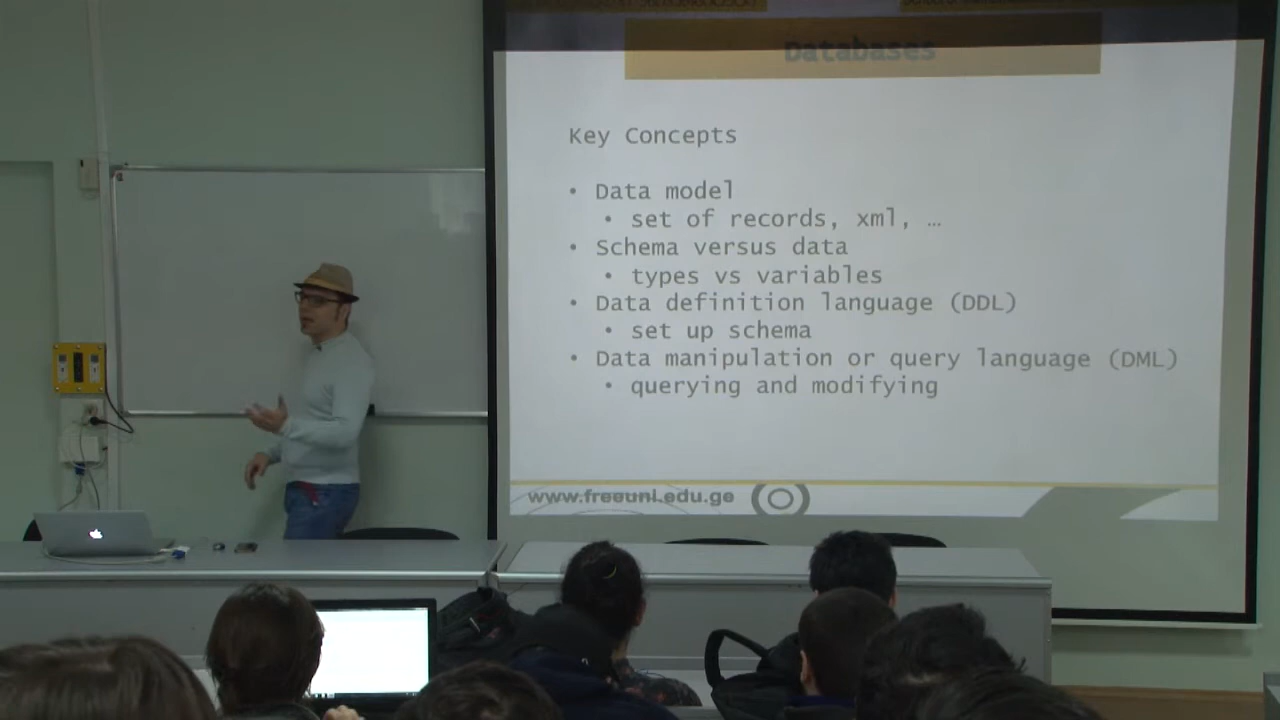 Databases
Key Concepts
• Data model
• set of records, xml, …
• Schema versus data
• types vs variables
• Data definition language (DDL)
• set up schema
• Data manipulation or query language (DML)
• querying and modifying
www.freeuni.edu.ge